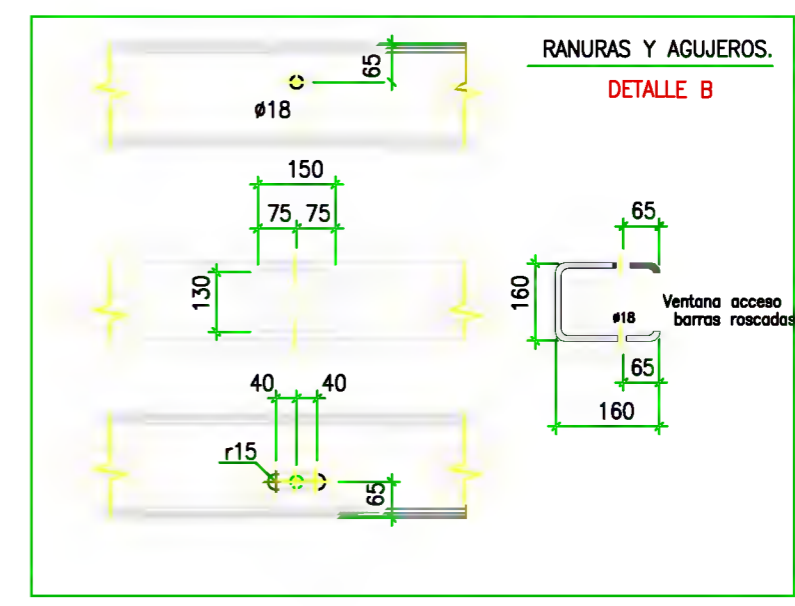 RANURAS Y AGUJEROS.
DETALLE B
65
ø18
150
75 75
130
65
160
ø18
Ventana acceso
barras roscadas
65
160
40 40
r15
65